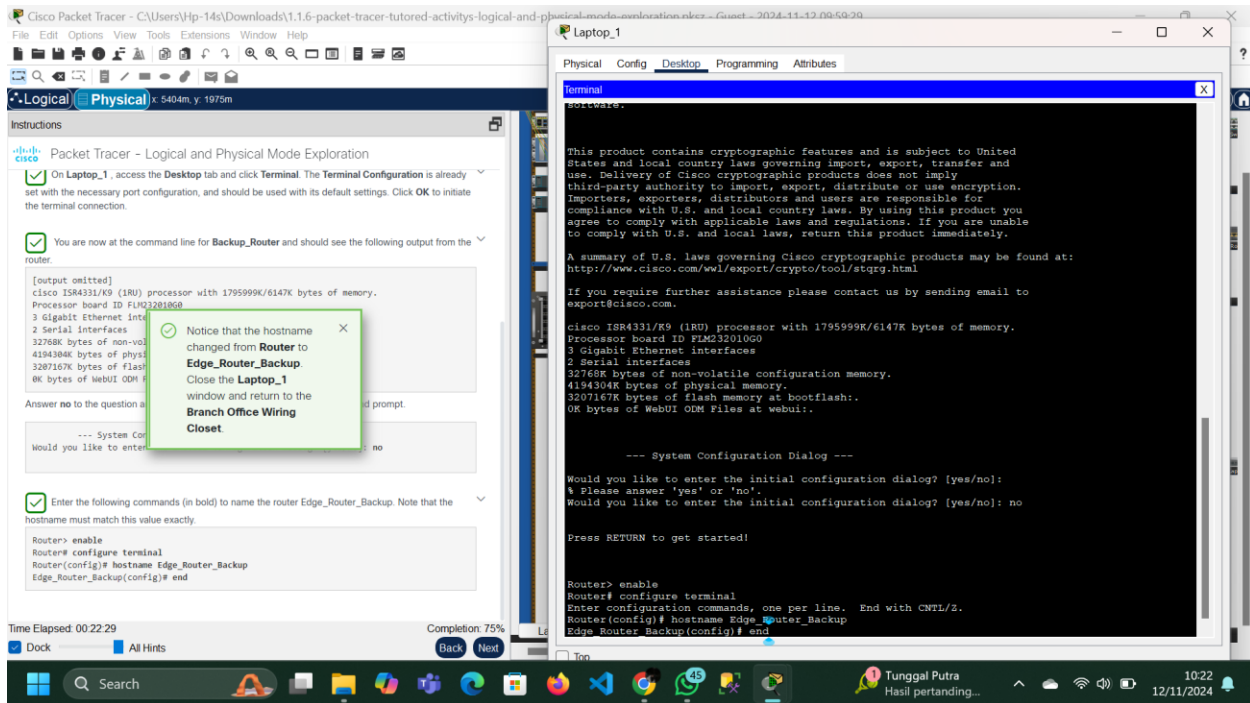 Cisco Packet Tracer - C:\Users\Hp-14s\Downloads\1.1.6-packet-tracer-tutored-activitys-logical-and-physical-mode-exploration.pksz - Guest - 2024-11-12 09:59:29
File Edit Options View Tools Extensions Window Help
Logical Physical x: 5404m, y: 1975m
Instructions
CISCO Packet Tracer - Logical and Physical Mode Exploration
On Laptop_1 , access the Desktop tab and click Terminal. The Terminal Configuration is already
set with the necessary port configuration, and should be used with its default settings. Click OK to initiate
the terminal connection.
You are now at the command line for Backup_Router and should see the following output from the
router.
[output omitted]
cisco ISR4331/K9 (1RU) processor with 1795999K/6147K bytes of memory.
Processor board ID FLM232010G0
3 Gigabit Ethernet inte
2 Serial interfaces
32768K bytes of non-vol
4194304K bytes of physi
3207167K bytes of flash
0K bytes of WebUI ODM F
Answer no to the question a
d prompt.
--- System Con
Would you like to enter
: no
Notice that the hostname
changed from Router to
Edge_Router_Backup.
Close the Laptop_1
window and return to the
Branch Office Wiring
Closet.
Enter the following commands (in bold) to name the router Edge_Router_Backup. Note that the
hostname must match this value exactly.
Router> enable
Router# configure terminal
Router(config)# hostname Edge_Router_Backup
Edge_Router_Backup(config)# end
Time Elapsed: 00:22:29 Completion: 75%
Dock All Hints Back Next
Laptop_1
Physical Config Desktop Programming Attributes
Terminal X
software.
This product contains cryptographic features and is subject to United
States and local country laws governing import, export, transfer and
use. Delivery of Cisco cryptographic products does not imply
third-party authority to import, export, distribute or use encryption.
Importers, exporters, distributors and users are responsible for
compliance with U.S. and local country laws. By using this product you
agree to comply with applicable laws and regulations. If you are unable
to comply with U.S. and local laws, return this product immediately.
A summary of U.S. laws governing Cisco cryptographic products may be found at:
http://www.cisco.com/wwl/export/crypto/tool/stqrg.html
If you require further assistance please contact us by sending email to
export@cisco.com.
cisco ISR4331/K9 (1RU) processor with 1795999K/6147K bytes of memory.
Processor board ID FLM232010G0
3 Gigabit Ethernet interfaces
2 Serial interfaces
32768K bytes of non-volatile configuration memory.
4194304K bytes of physical memory.
3207167K bytes of flash memory at bootflash:.
0K bytes of WebUI ODM Files at webui:.
--- System Configuration Dialog ---
Would you like to enter the initial configuration dialog? [yes/no]:
% Please answer 'yes' or 'no'.
Would you like to enter the initial configuration dialog? [yes/no]: no
Press RETURN to get started!
Router> enable
Router# configure terminal
Enter configuration commands, one per line. End with CNTL/Z.
Router(config)# hostname Edge_Router_Backup
Edge_Router_Backup(config)# end
Top
La
Search
45
1
Tunggal Putra
Hasil pertanding...
10:22
12/11/2024